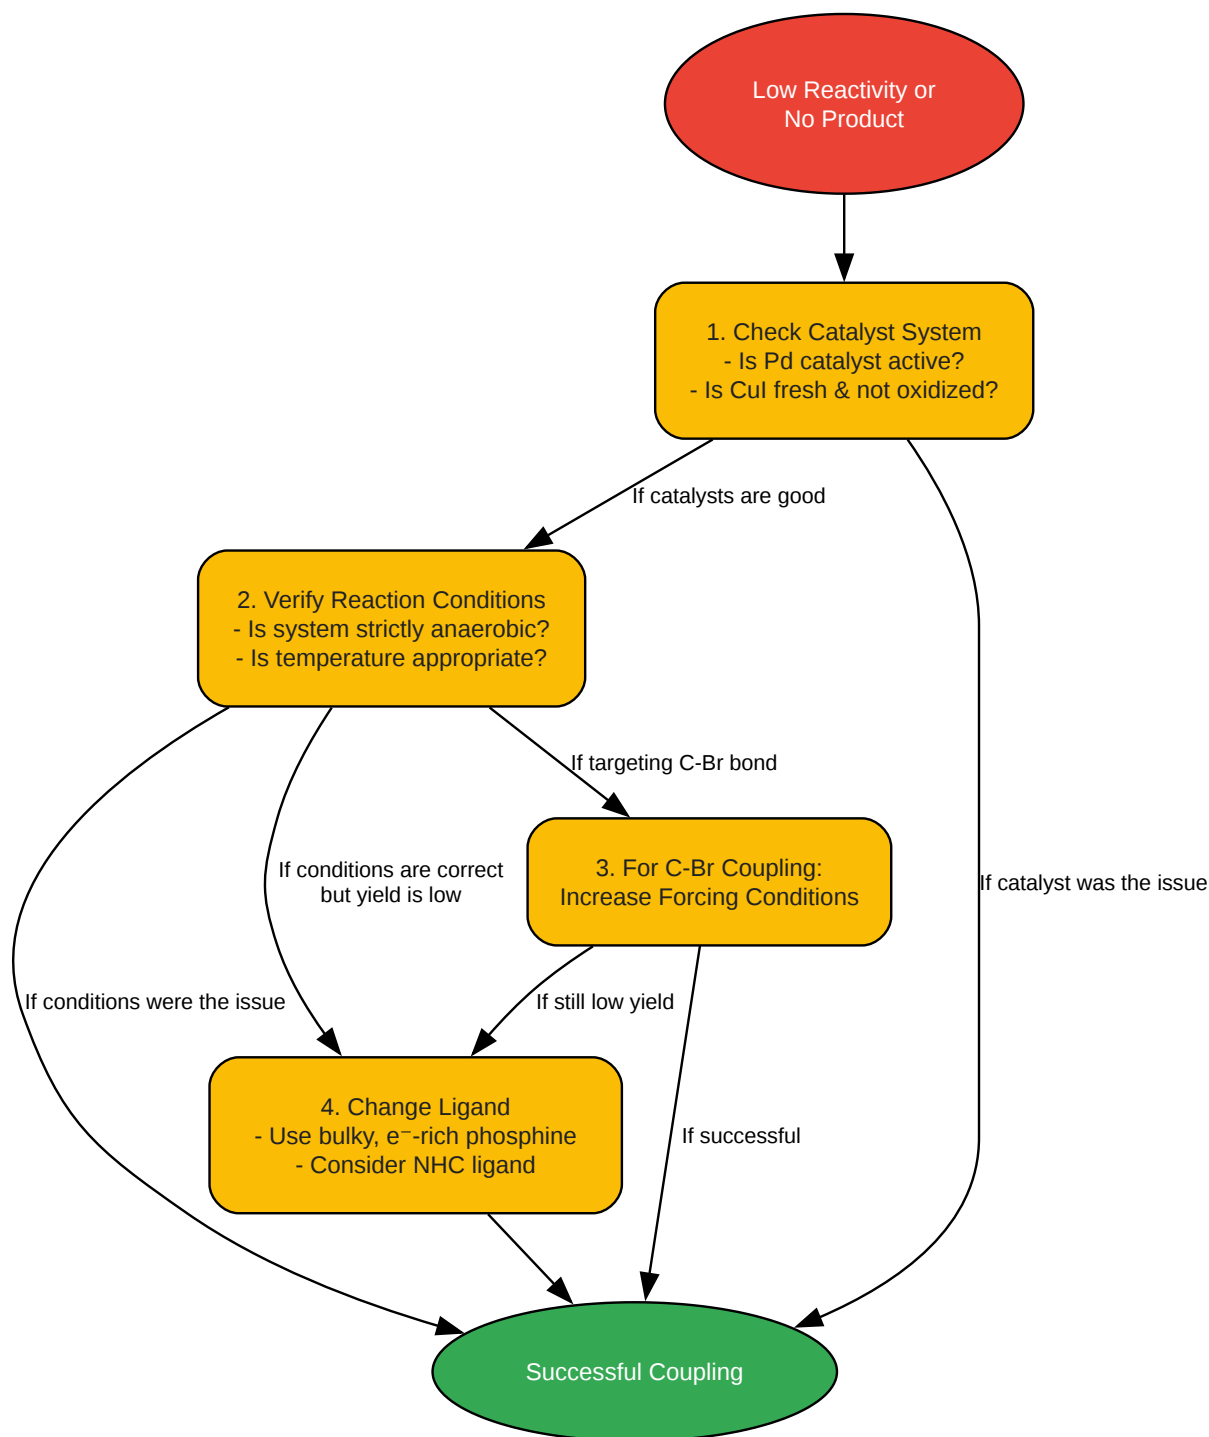 Low Reactivity or
No Product
1. Check Catalyst System
- Is Pd catalyst active?
- Is CuI fresh & not oxidized?
If catalysts are good
2. Verify Reaction Conditions
- Is system strictly anaerobic?
- Is temperature appropriate?
If targeting C-Br bond
3. For C-Br Coupling:
Increase Forcing Conditions
If conditions are correct
but yield is low
If catalyst was the issue
If conditions were the issue
If still low yield
4. Change Ligand
- Use bulky, e⁻-rich phosphine
- Consider NHC ligand
If successful
Successful Coupling